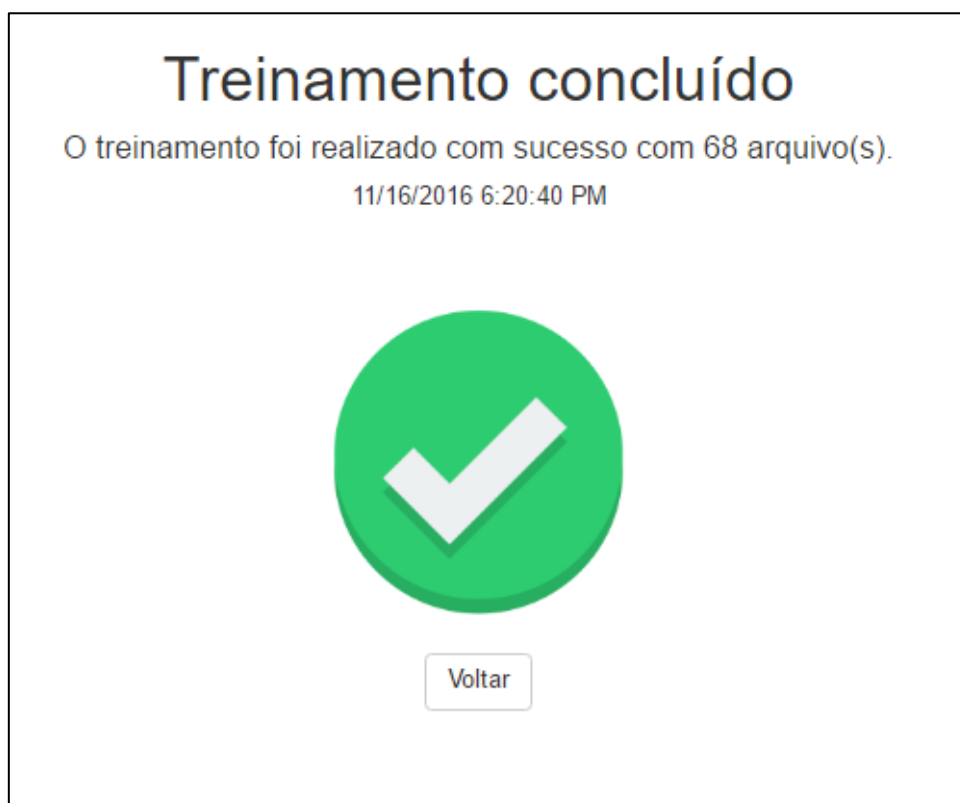 Treinamento concluído
O treinamento foi realizado com sucesso com 68 arquivo(s).
11/16/2016 6:20:40 PM
Voltar